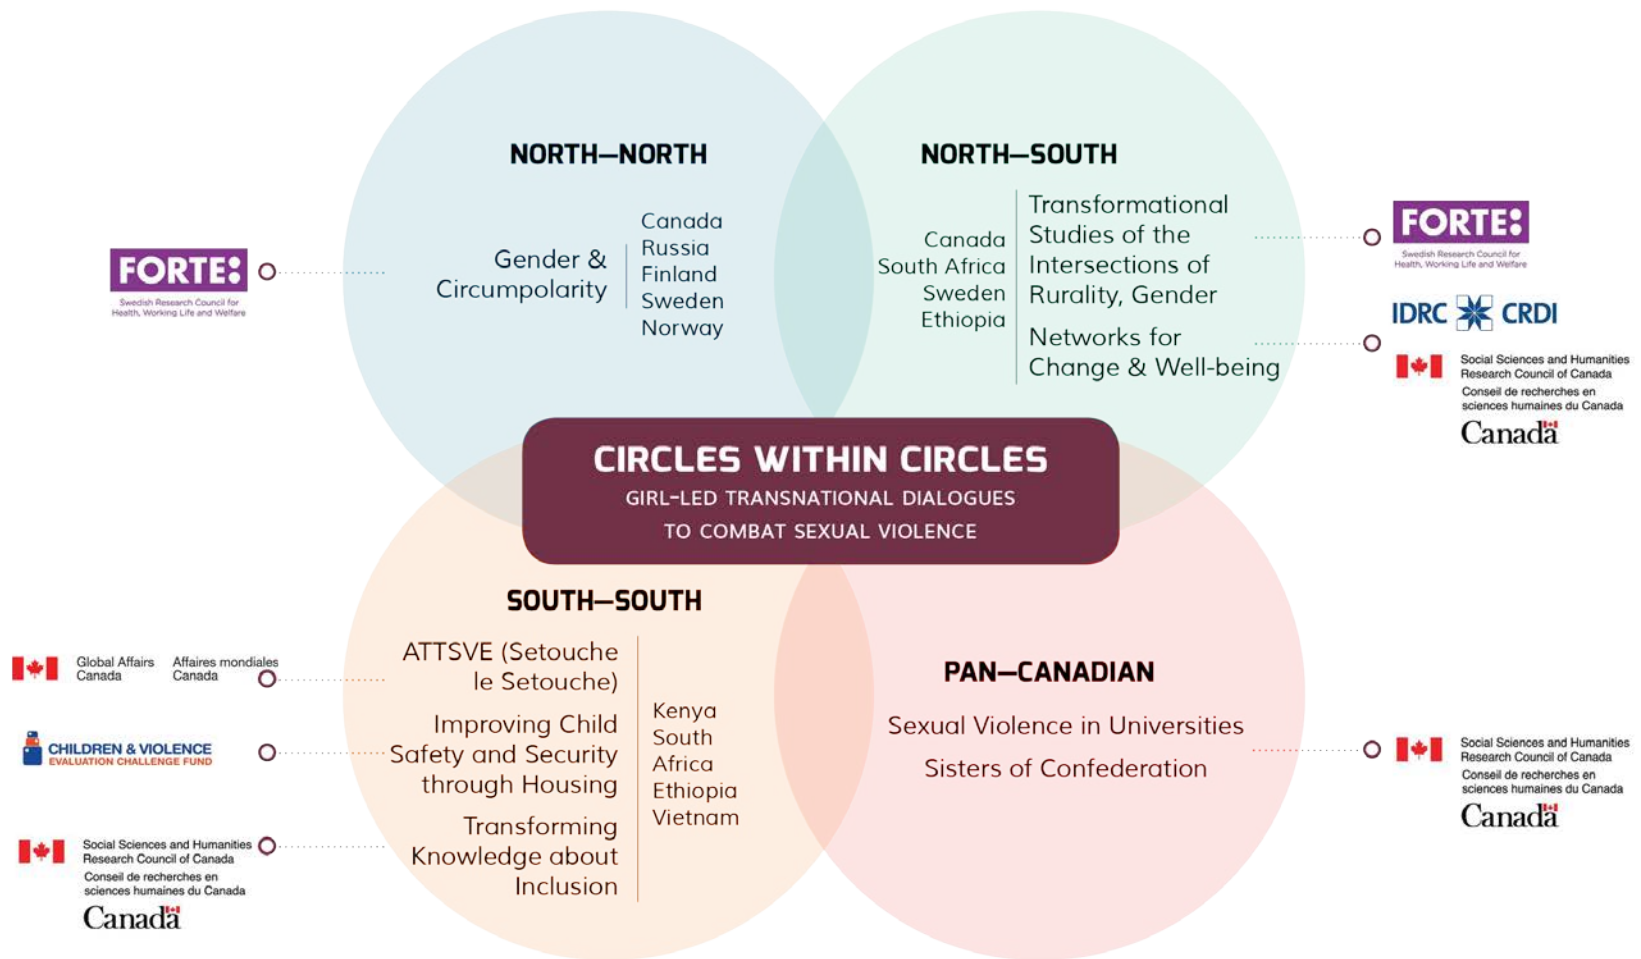 NORTH—NORTH
Gender &
Circumpolarity
Canada
Russia
Finland
Sweden
Norway
FORTE:
Swedish Research Council for
Health, Working Life and Welfare
NORTH—SOUTH
Canada
South Africa
Sweden
Ethiopia
Transformational
Studies of the
Intersections of
Rurality, Gender
Networks for
Change & Well-being
FORTE:
Swedish Research Council for
Health, Working Life and Welfare
IDRC CRDI
Social Sciences and Humanities
Research Council of Canada
Conseil de recherches en
sciences humaines du Canada
Canada
CIRCLES WITHIN CIRCLES
GIRL-LED TRANSNATIONAL DIALOGUES
TO COMBAT SEXUAL VIOLENCE
SOUTH—SOUTH
ATTSVE (Setouche
le Setouche)
Improving Child
Safety and Security
through Housing
Transforming
Knowledge about
Inclusion
Kenya
South
Africa
Ethiopia
Vietnam
Global Affairs Affaires mondiales
Canada Canada
CHILDREN & VIOLENCE
EVALUATION CHALLENGE FUND
Social Sciences and Humanities
Research Council of Canada
Conseil de recherches en
sciences humaines du Canada
Canada
PAN—CANADIAN
Sexual Violence in Universities
Sisters of Confederation
Social Sciences and Humanities
Research Council of Canada
Conseil de recherches en
sciences humaines du Canada
Canada